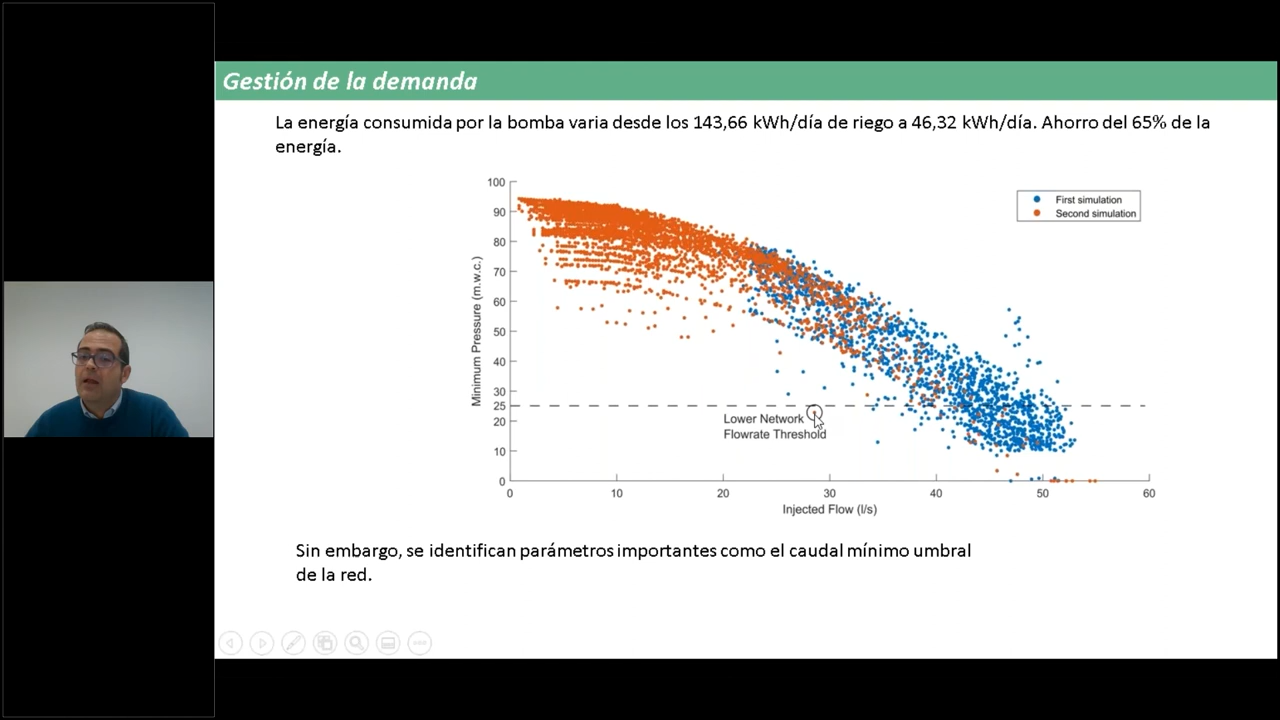 Gestión de la demanda
La energía consumida por la bomba varia desde los 143,66 kWh/día de riego a 46,32 kWh/día. Ahorro del 65% de la
energía.
100
90
80
70
60
50
40
30
25
20
10
0
Minimum Pressure (m.w.c.)
First simulation
Second simulation
Lower Network
Flowrate Threshold
0 10 20 30 40 50 60
Injected Flow (l/s)
Sin embargo, se identifican parámetros importantes como el caudal mínimo umbral
de la red.